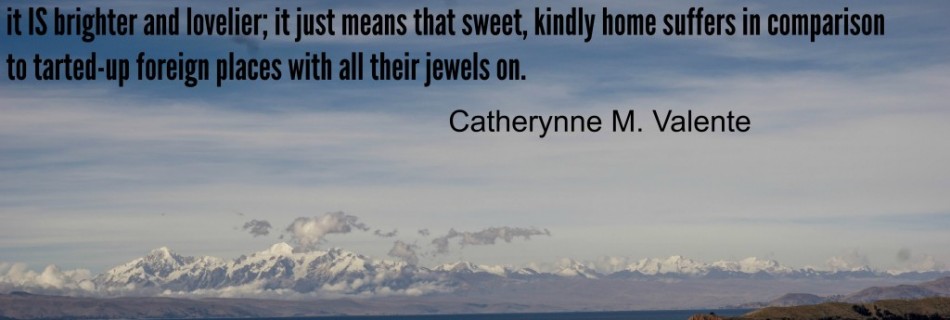 it IS brighter and lovelier; it just means that sweet, kindly home suffers in comparison
to tarted-up foreign places with all their jewels on.
Catherynne M. Valente